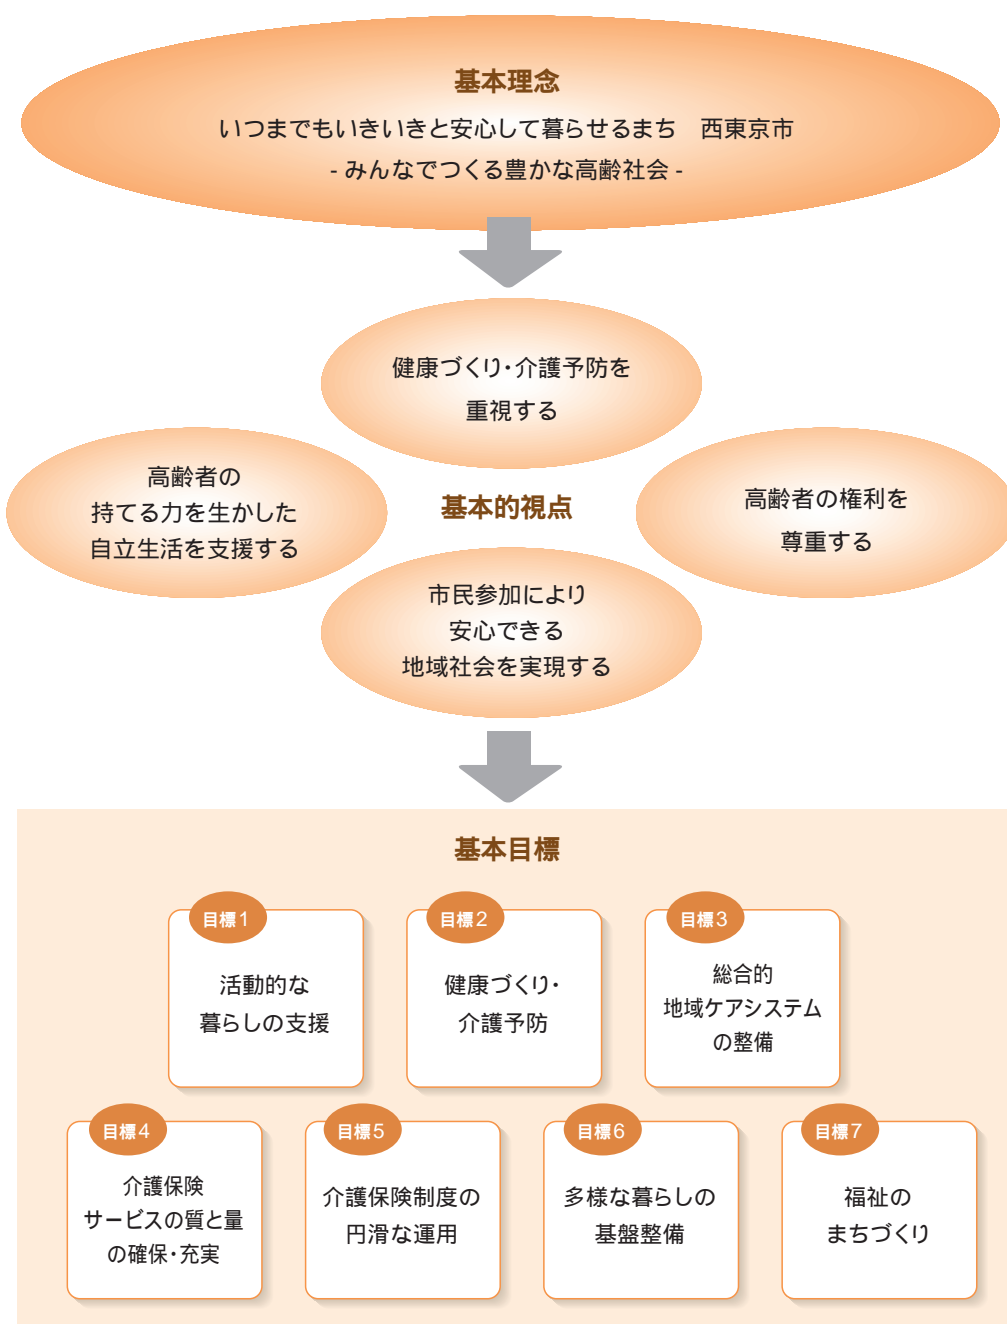 基本理念
いつまでもいきいきと安心して暮らせるまち　西東京市
- みんなでつくる豊かな高齢社会 -
健康づくり・介護予防を
重視する
高齢者の
持てる力を生かした
自立生活を支援する
基本的視点
高齢者の権利を
尊重する
市民参加により
安心できる
地域社会を実現する
基本目標
目標1
活動的な
暮らしの支援
目標2
健康づくり・
介護予防
目標3
総合的
地域ケアシステム
の整備
目標4
介護保険
サービスの質と量
の確保・充実
目標5
介護保険制度の
円滑な運用
目標6
多様な暮らしの
基盤整備
目標7
福祉の
まちづくり